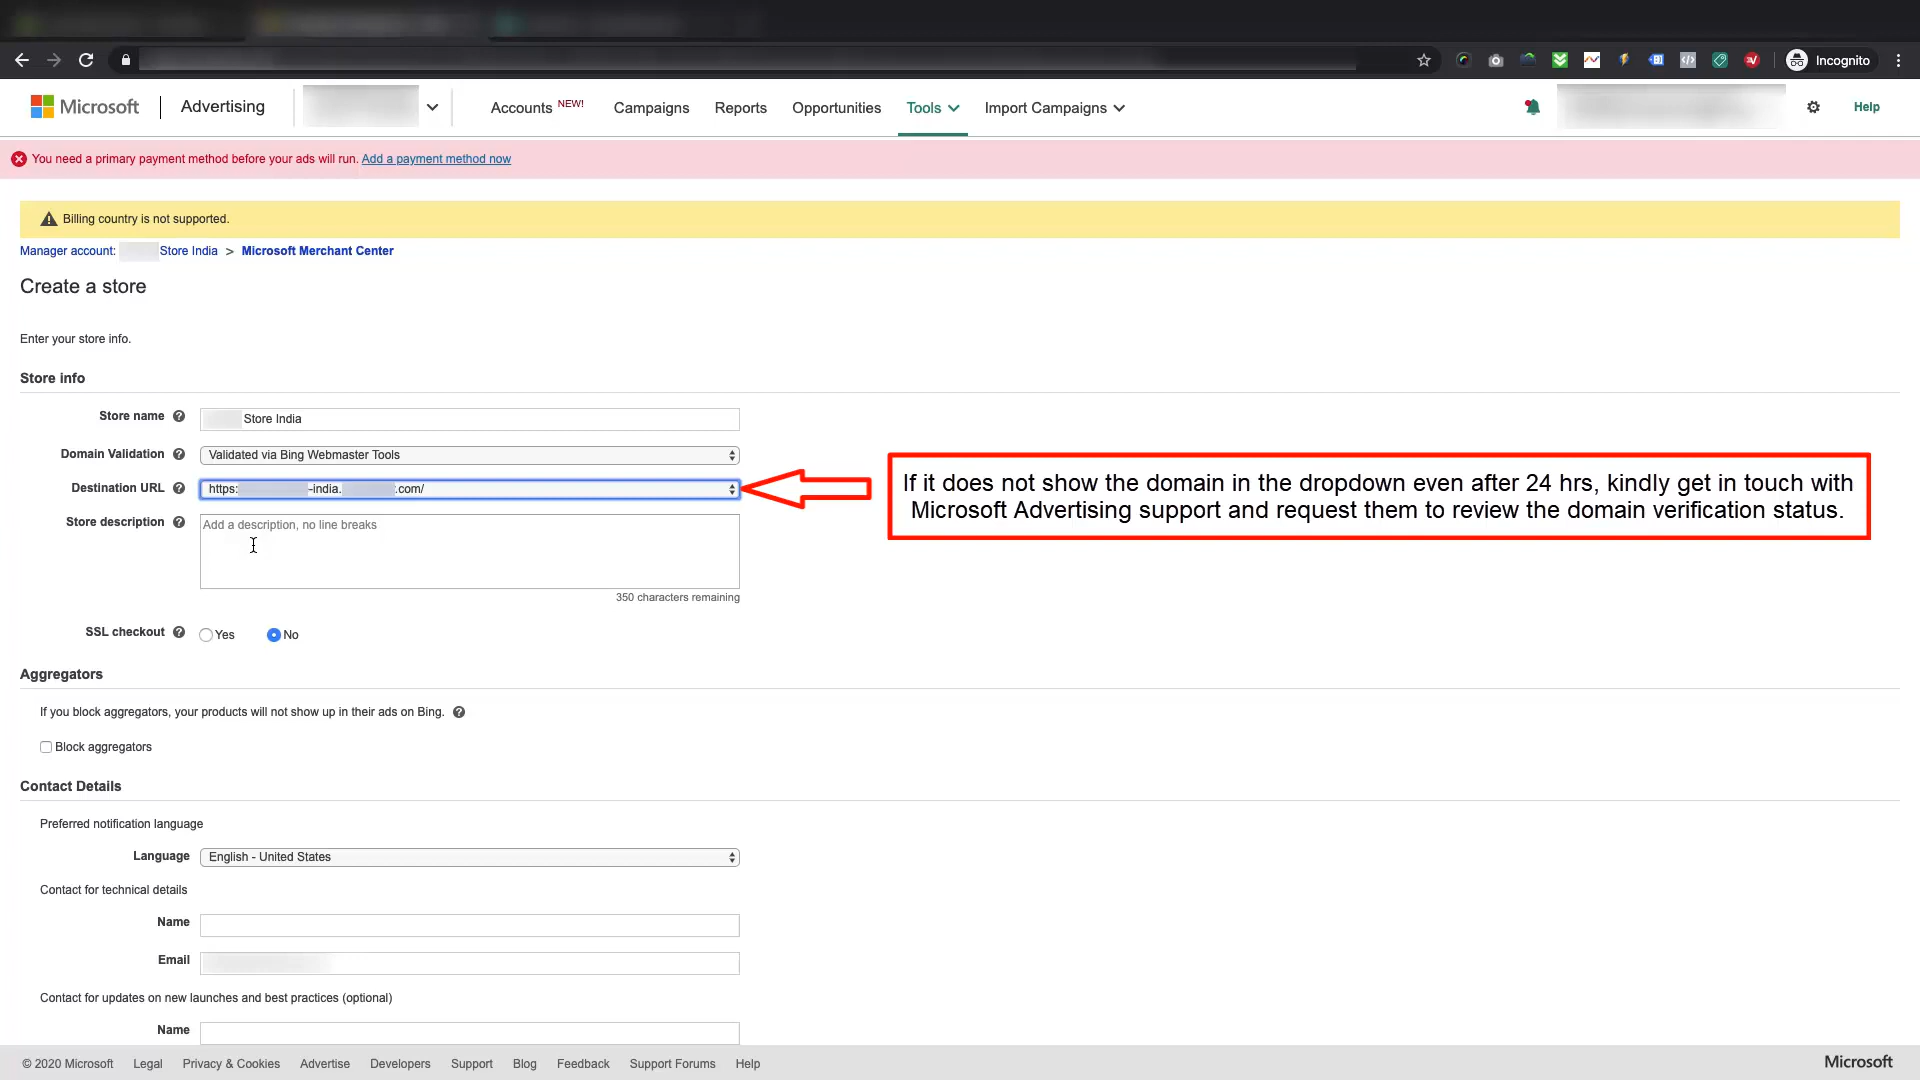 Incognito
Microsoft Advertising Accounts NEW! Campaigns Reports Opportunities Tools Import Campaigns Help
You need a primary payment method before your ads will run. Add a payment method now
Billing country is not supported.
Manager account: Store India > Microsoft Merchant Center
Create a store
Enter your store info.
Store info
Store name Store India
Domain Validation Validated via Bing Webmaster Tools
Destination URL https: -india. .com/
If it does not show the domain in the dropdown even after 24 hrs, kindly get in touch with
Microsoft Advertising support and request them to review the domain verification status.
Store description Add a description, no line breaks
350 characters remaining
SSL checkout Yes No
Aggregators
If you block aggregators, your products will not show up in their ads on Bing.
Block aggregators
Contact Details
Preferred notification language
Language English - United States
Contact for technical details
Name
Email
Contact for updates on new launches and best practices (optional)
Name
© 2020 Microsoft Legal Privacy & Cookies Advertise Developers Support Blog Feedback Support Forums Help Microsoft